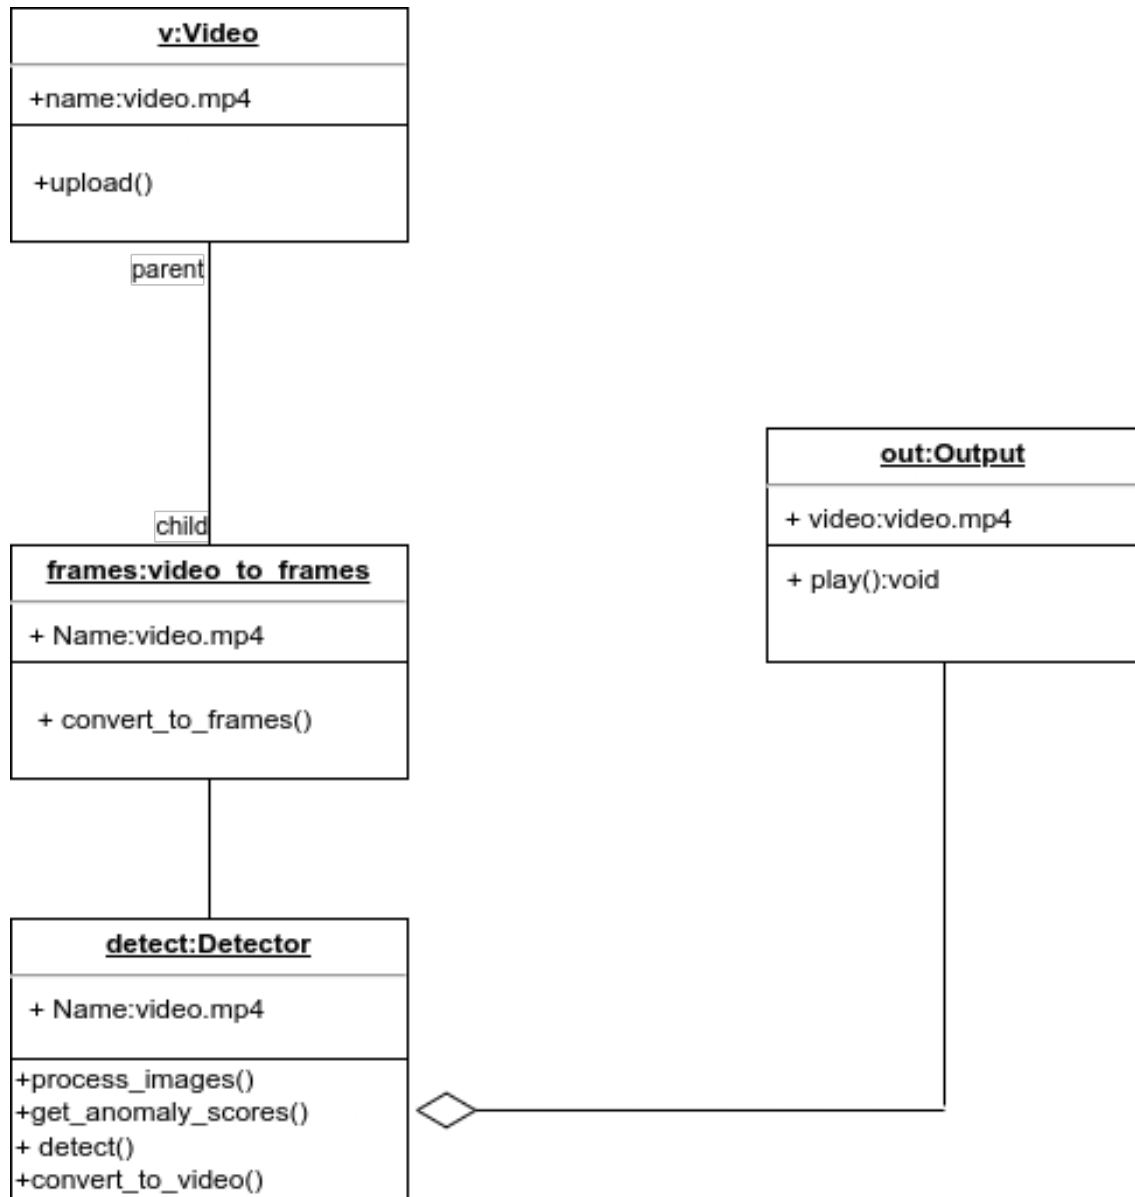 v:Video
+name:video.mp4
+upload()
parent
child
frames:video_to_frames
+ Name:video.mp4
+ convert_to_frames()
out:Output
+ video:video.mp4
+ play():void
detect:Detector
+ Name:video.mp4
+process_images()
+get_anomaly_scores()
+ detect()
+convert_to_video()